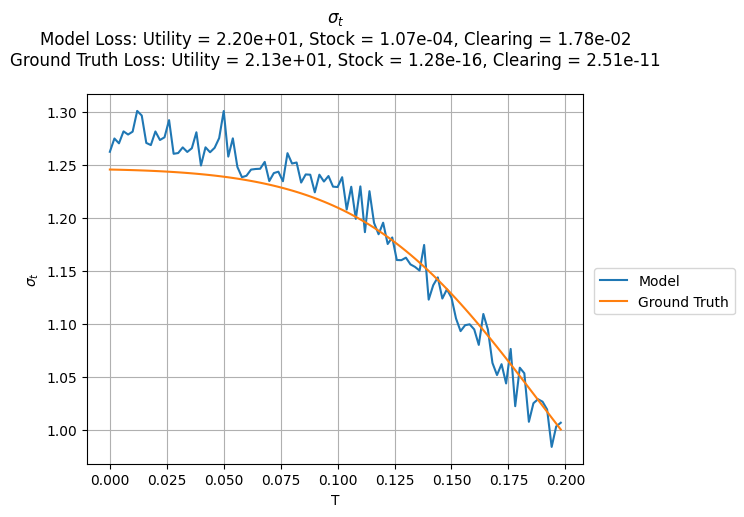 σt
Model Loss: Utility = 2.20e+01, Stock = 1.07e-04, Clearing = 1.78e-02
Ground Truth Loss: Utility = 2.13e+01, Stock = 1.28e-16, Clearing = 2.51e-11
1.30
1.25
1.20
1.15
1.10
1.05
1.00
σt
0.000 0.025 0.050 0.075 0.100 0.125 0.150 0.175 0.200
T
Model
Ground Truth